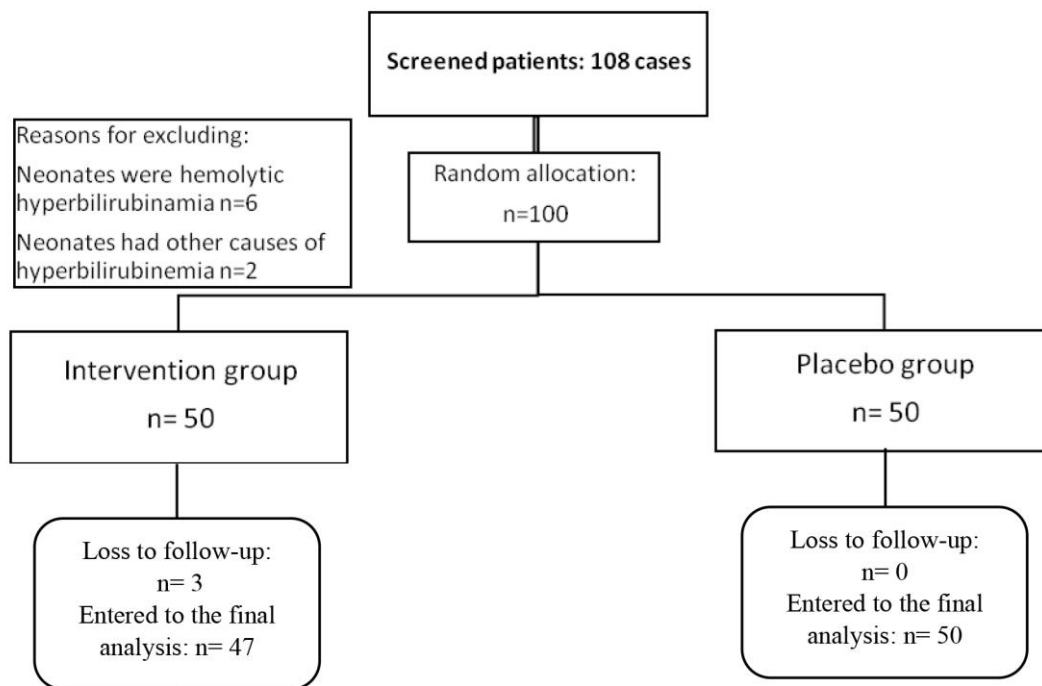 Screened patients: 108 cases
Reasons for excluding:
Neonates were hemolytic
hyperbilirubinamia n=6
Neonates had other causes of
hyperbilirubinemia n=2
Random allocation:
n=100
Intervention group
n= 50
Placebo group
n= 50
Loss to follow-up:
n= 3
Entered to the final
analysis: n= 47
Loss to follow-up:
n= 0
Entered to the final
analysis: n= 50